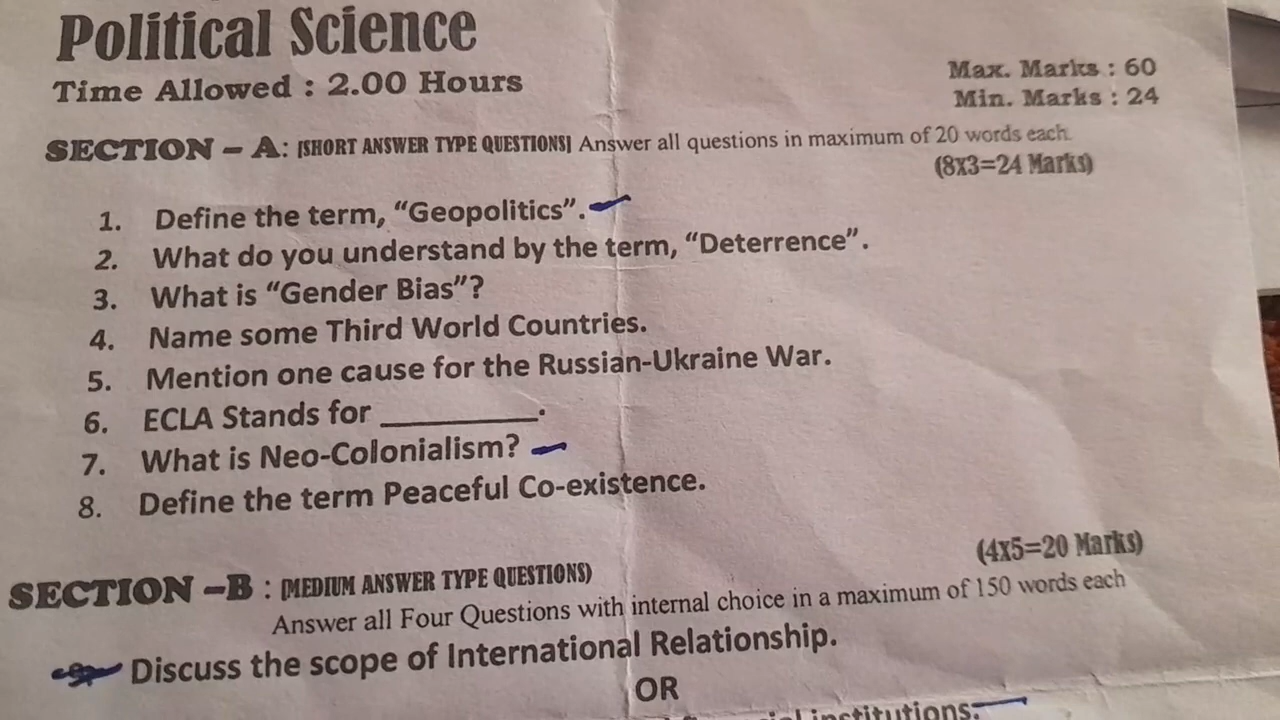 Political Science
Time Allowed : 2.00 Hours
Max. Marks : 60
Min. Marks : 24
SECTION – A: [SHORT ANSWER TYPE QUESTIONS] Answer all questions in maximum of 20 words each.
(8x3=24 Marks)
1. Define the term, “Geopolitics”.
2. What do you understand by the term, “Deterrence”.
3. What is “Gender Bias”?
4. Name some Third World Countries.
5. Mention one cause for the Russian-Ukraine War.
6. ECLA Stands for __________.
7. What is Neo-Colonialism?
8. Define the term Peaceful Co-existence.
(4x5=20 Marks)
SECTION –B : [MEDIUM ANSWER TYPE QUESTIONS)
Answer all Four Questions with internal choice in a maximum of 150 words each
Discuss the scope of International Relationship.
OR
institutions.